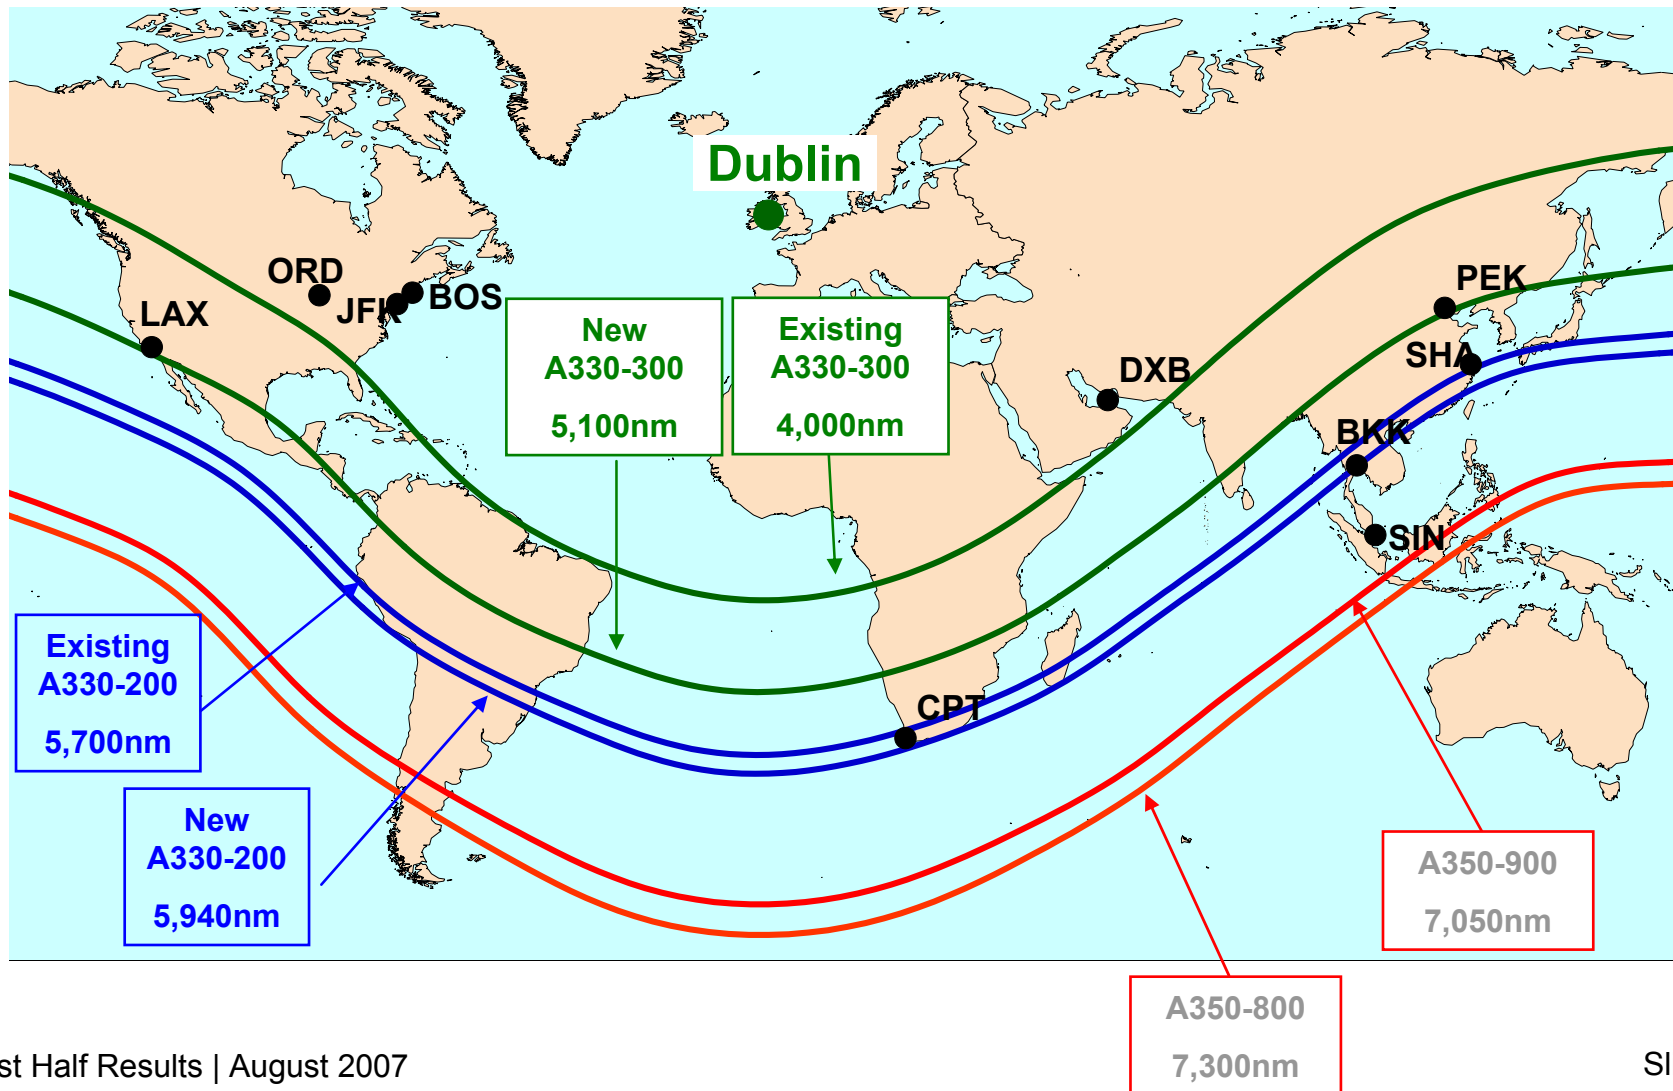 Dublin
ORD
JFK
BOS
LAX
PEK
SHA
DXB
BKK
SIN
CPT
New
A330-300
5,100nm
Existing
A330-300
4,000nm
Existing
A330-200
5,700nm
New
A330-200
5,940nm
A350-900
7,050nm
A350-800
7,300nm
st Half Results | August 2007
Sl